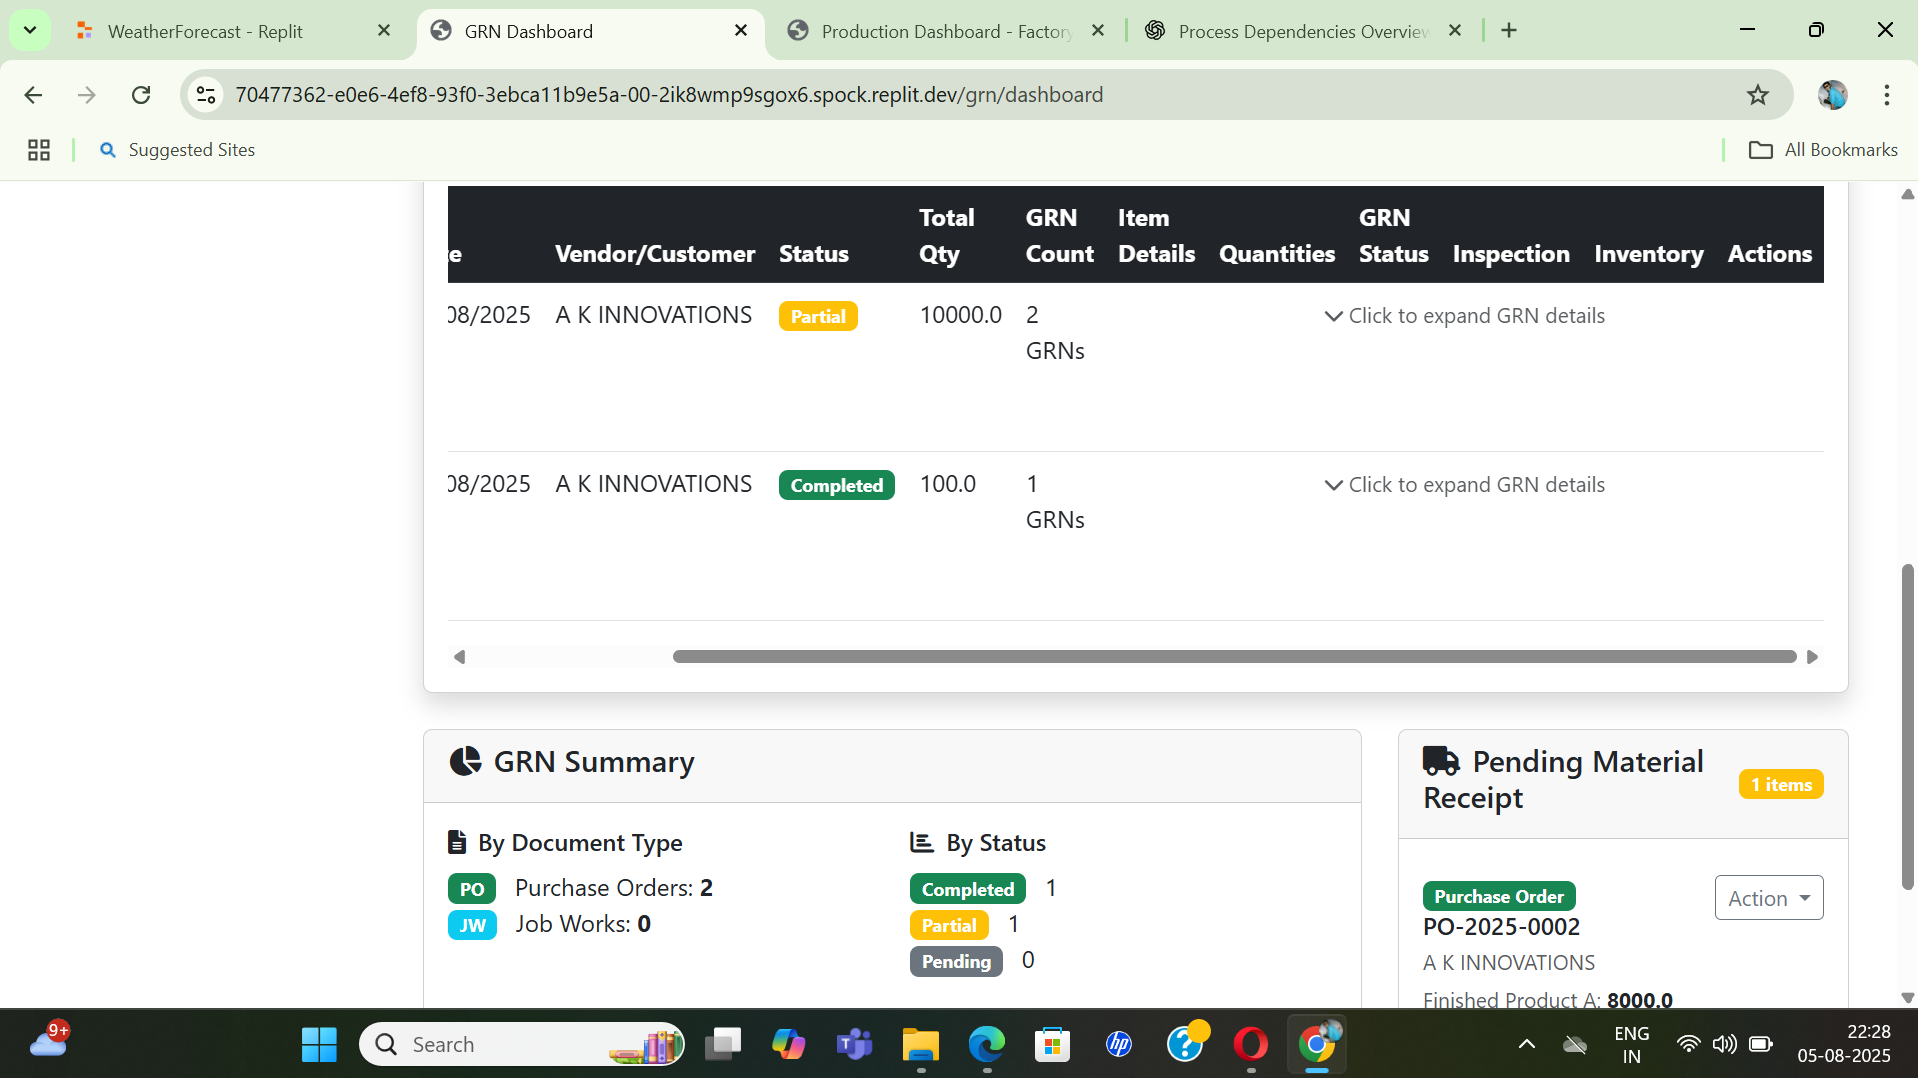 WeatherForecast - Replit
GRN Dashboard
Production Dashboard - Factory
Process Dependencies Overview
70477362-e0e6-4ef8-93f0-3ebca11b9e5a-00-2ik8wmp9sgox6.spock.replit.dev/grn/dashboard
Suggested Sites
All Bookmarks
e Vendor/Customer Status Total Qty GRN Count Item Details Quantities GRN Status Inspection Inventory Actions
08/2025 A K INNOVATIONS Partial 10000.0 2 GRNs Click to expand GRN details
08/2025 A K INNOVATIONS Completed 100.0 1 GRNs Click to expand GRN details
GRN Summary
By Document Type
PO Purchase Orders: 2
JW Job Works: 0
By Status
Completed 1
Partial 1
Pending 0
Pending Material Receipt
1 items
Purchase Order
Action
PO-2025-0002
A K INNOVATIONS
Finished Product A: 8000.0
9+
Search
T
hp
?
ENG
IN
22:28
05-08-2025